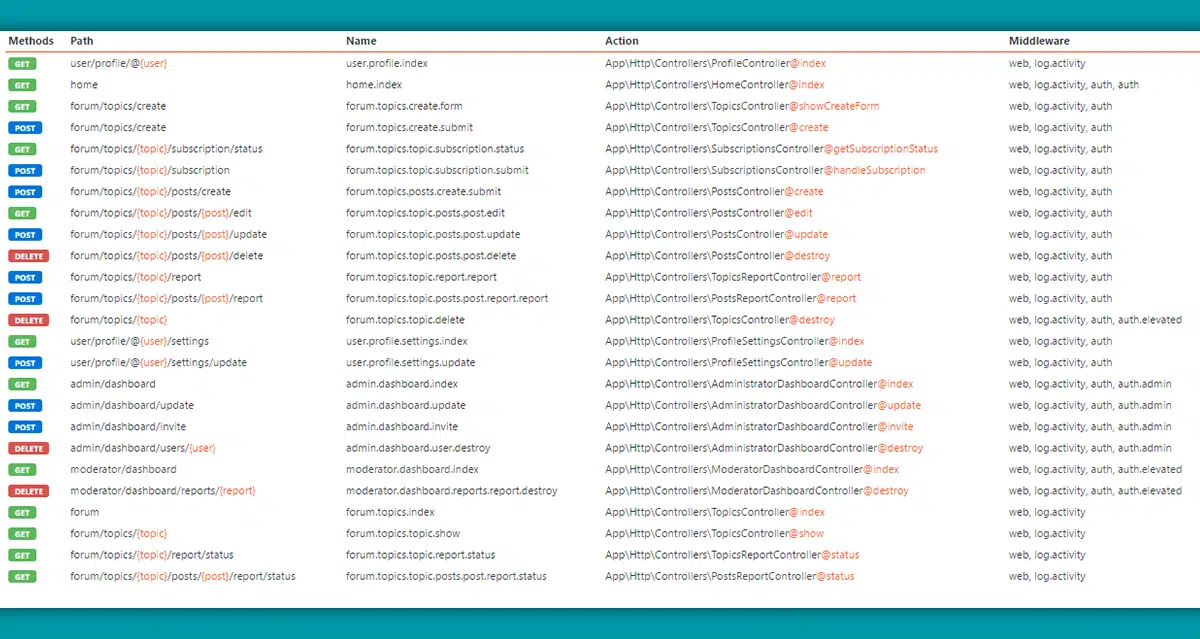 Methods Path Name Action Middleware
GET user/profile/@{user} user.profile.index App\Http\Controllers\ProfileController@index web, log.activity
GET home home.index App\Http\Controllers\HomeController@index web, log.activity, auth, auth
GET forum/topics/create forum.topics.create.form App\Http\Controllers\TopicsController@showCreateForm web, log.activity, auth
POST forum/topics/create forum.topics.create.submit App\Http\Controllers\TopicsController@create web, log.activity, auth
GET forum/topics/{topic}/subscription/status forum.topics.topic.subscription.status App\Http\Controllers\SubscriptionsController@getSubscriptionStatus web, log.activity, auth
POST forum/topics/{topic}/subscription forum.topics.topic.subscription.submit App\Http\Controllers\SubscriptionsController@handleSubscription web, log.activity, auth
POST forum/topics/{topic}/posts/create forum.topics.posts.create.submit App\Http\Controllers\PostsController@create web, log.activity, auth
GET forum/topics/{topic}/posts/{post}/edit forum.topics.topic.posts.post.edit App\Http\Controllers\PostsController@edit web, log.activity, auth
POST forum/topics/{topic}/posts/{post}/update forum.topics.topic.posts.post.update App\Http\Controllers\PostsController@update web, log.activity, auth
DELETE forum/topics/{topic}/posts/{post}/delete forum.topics.topic.posts.post.delete App\Http\Controllers\PostsController@destroy web, log.activity, auth
POST forum/topics/{topic}/report forum.topics.topic.report.report App\Http\Controllers\TopicsReportController@report web, log.activity, auth
POST forum/topics/{topic}/posts/{post}/report forum.topics.topic.posts.post.report.report App\Http\Controllers\PostsReportController@report web, log.activity, auth
DELETE forum/topics/{topic} forum.topics.topic.delete App\Http\Controllers\TopicsController@destroy web, log.activity, auth, auth.elevated
GET user/profile/@{user}/settings user.profile.settings.index App\Http\Controllers\ProfileSettingsController@index web, log.activity, auth
POST user/profile/@{user}/settings/update user.profile.settings.update App\Http\Controllers\ProfileSettingsController@update web, log.activity, auth
GET admin/dashboard admin.dashboard.index App\Http\Controllers\AdministratorDashboardController@index web, log.activity, auth, auth.admin
POST admin/dashboard/update admin.dashboard.update App\Http\Controllers\AdministratorDashboardController@update web, log.activity, auth, auth.admin
POST admin/dashboard/invite admin.dashboard.invite App\Http\Controllers\AdministratorDashboardController@invite web, log.activity, auth, auth.admin
DELETE admin/dashboard/users/{user} admin.dashboard.user.destroy App\Http\Controllers\AdministratorDashboardController@destroy web, log.activity, auth, auth.admin
GET moderator/dashboard moderator.dashboard.index App\Http\Controllers\ModeratorDashboardController@index web, log.activity, auth, auth.elevated
DELETE moderator/dashboard/reports/{report} moderator.dashboard.reports.report.destroy App\Http\Controllers\ModeratorDashboardController@destroy web, log.activity, auth, auth.elevated
GET forum forum.topics.index App\Http\Controllers\TopicsController@index web, log.activity
GET forum/topics/{topic} forum.topics.topic.show App\Http\Controllers\TopicsController@show web, log.activity
GET forum/topics/{topic}/report/status forum.topics.topic.report.status App\Http\Controllers\TopicsReportController@status web, log.activity
GET forum/topics/{topic}/posts/{post}/report/status forum.topics.topic.posts.post.report.status App\Http\Controllers\PostsReportController@status web, log.activity